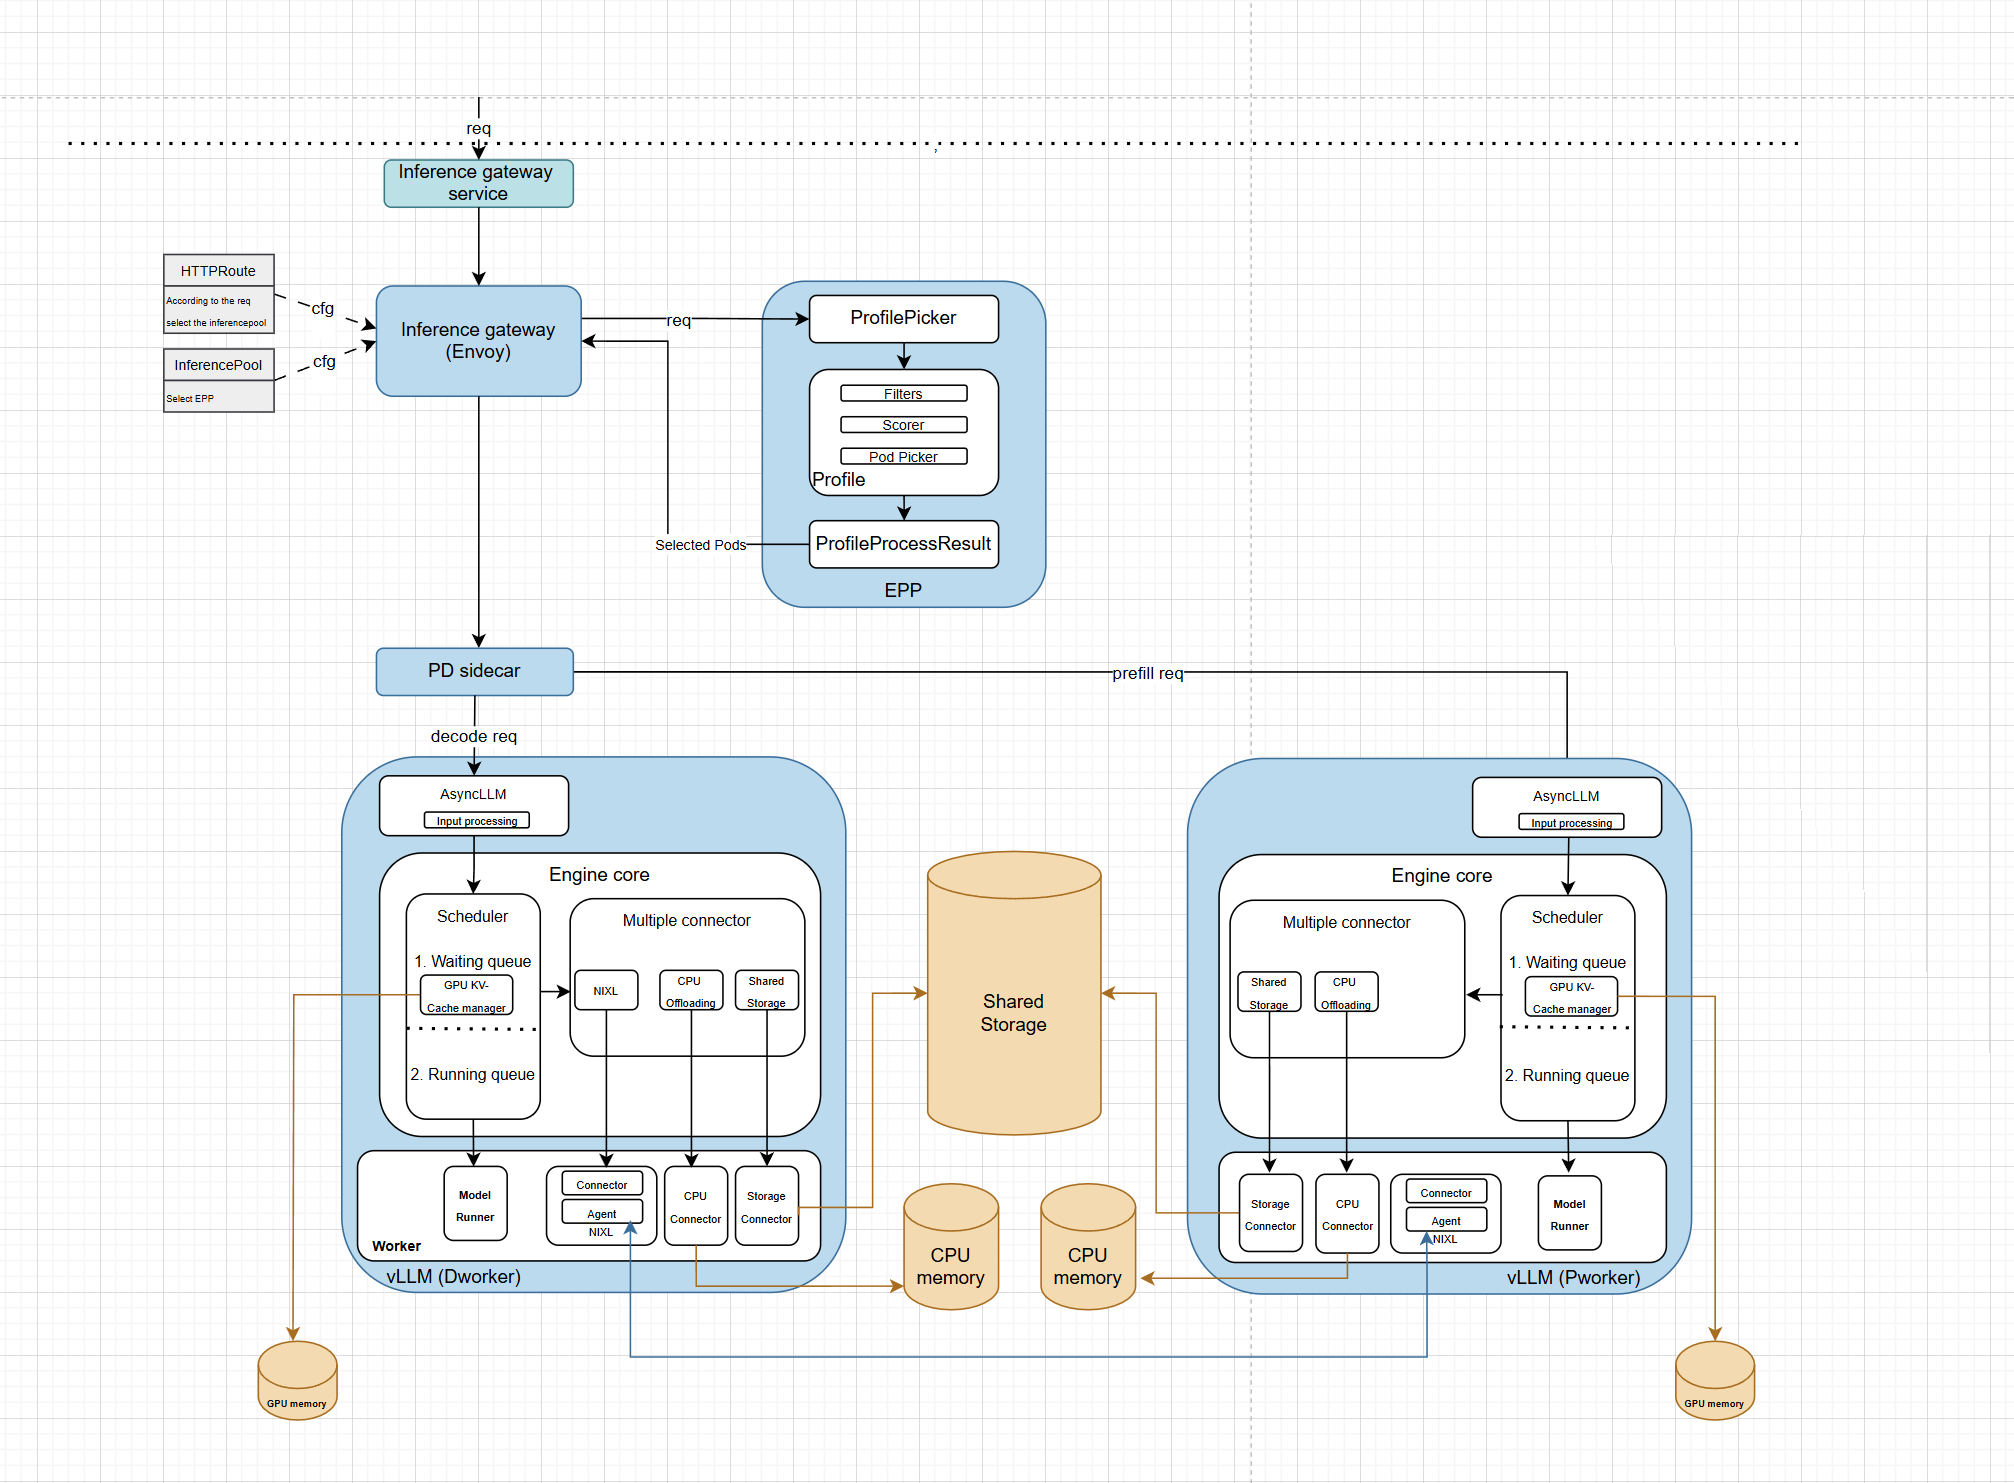 req
Inference gateway
service
HTTPRoute
According to the req
select the inferencepool
cfg
InferencePool
Select EPP
cfg
Inference gateway
(Envoy)
req
ProfilePicker
Filters
Scorer
Pod Picker
Profile
Selected Pods
ProfileProcessResult
EPP
PD sidecar
prefill req
decode req
AsyncLLM
Input processing
Engine core
Scheduler
1. Waiting queue
GPU KV-
Cache manager
2. Running queue
Multiple connector
NIXL
CPU
Offloading
Shared
Storage
Model
Runner
Connector
Agent
NIXL
CPU
Connector
Storage
Connector
Worker
vLLM (Dworker)
GPU memory
Shared
Storage
CPU
memory
CPU
memory
AsyncLLM
Input processing
Engine core
Multiple connector
Shared
Storage
CPU
Offloading
Scheduler
1. Waiting queue
GPU KV-
Cache manager
2. Running queue
Storage
Connector
CPU
Connector
Connector
Agent
NIXL
Model
Runner
vLLM (Pworker)
GPU memory